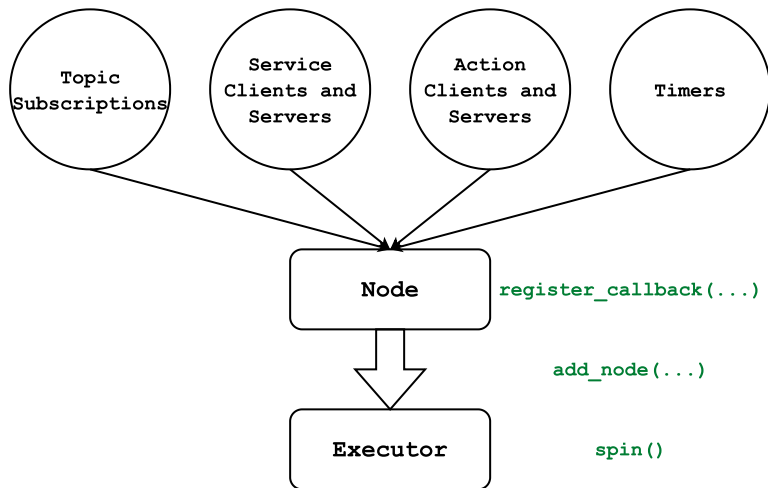 Topic
Subscriptions
Service
Clients and
Servers
Action
Clients and
Servers
Timers
Node
register_callback(...)
add_node(...)
Executor
spin()